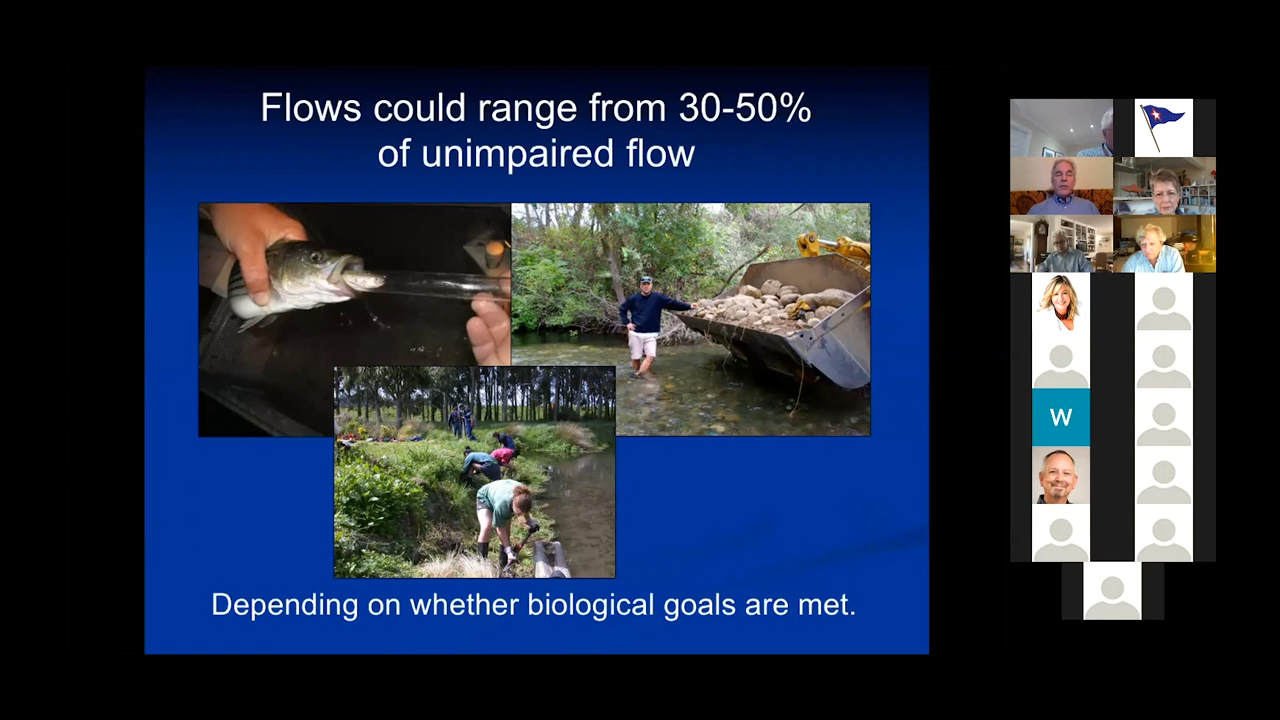 Flows could range from 30-50%
of unimpaired flow
Depending on whether biological goals are met.
W